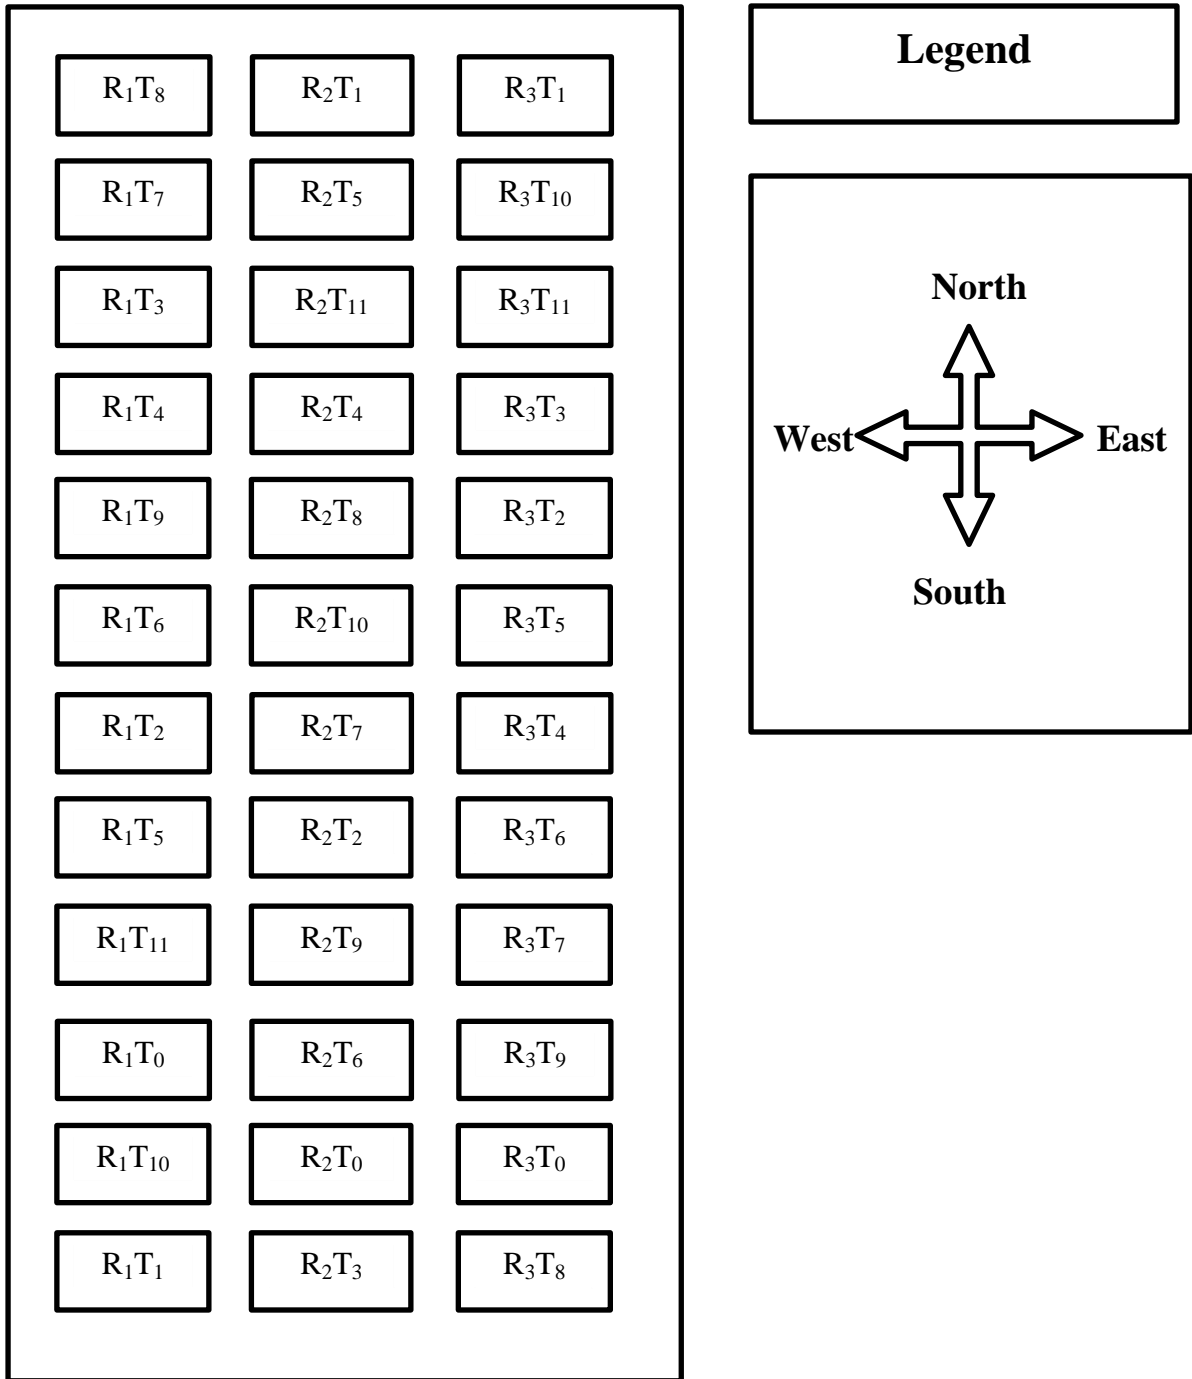 Legend
R₁T₈ R₂T₁ R₃T₁
R₁T₇ R₂T₅ R₃T₁₀
R₁T₃ R₂T₁₁ R₃T₁₁
R₁T₄ R₂T₄ R₃T₃
R₁T₉ R₂T₈ R₃T₂
R₁T₆ R₂T₁₀ R₃T₅
R₁T₂ R₂T₇ R₃T₄
R₁T₅ R₂T₂ R₃T₆
R₁T₁₁ R₂T₉ R₃T₇
R₁T₀ R₂T₆ R₃T₉
R₁T₁₀ R₂T₀ R₃T₀
R₁T₁ R₂T₃ R₃T₈
North
West East
South